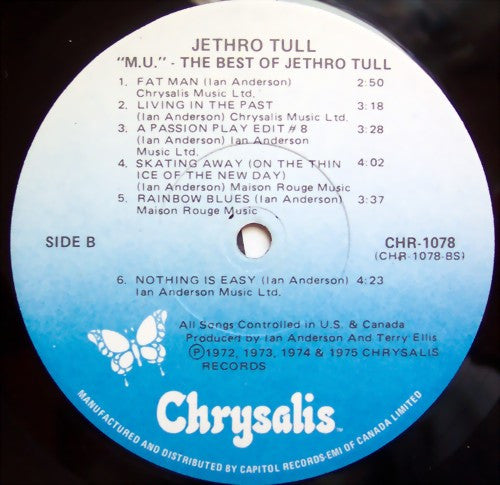 JETHRO TULL
"M.U." - THE BEST OF JETHRO TULL
1. FAT MAN (Ian Anderson) 2:50
Chrysalis Music Ltd.
2. LIVING IN THE PAST 3:18
(Ian Anderson) Chrysalis Music Ltd.
3. A PASSION PLAY EDIT #8 3:28
(Ian Anderson) Ian Anderson
Music Ltd.
4. SKATING AWAY (ON THE THIN 4:02
ICE OF THE NEW DAY)
(Ian Anderson) Maison Rouge Music
5. RAINBOW BLUES (Ian Anderson) 3:37
Maison Rouge Music
SIDE B
CHR-1078
(CHR-1078-BS)
6. NOTHING IS EASY (Ian Anderson) 4:23
Ian Anderson Music Ltd.
All Songs Controlled in U.S. & Canada
Produced by Ian Anderson and Terry Ellis
℗1972, 1973, 1974 & 1975 CHRYSALIS
RECORDS
Chrysalis™
MANUFACTURED AND DISTRIBUTED BY CAPITOL RECORDS-EMI OF CANADA LIMITED